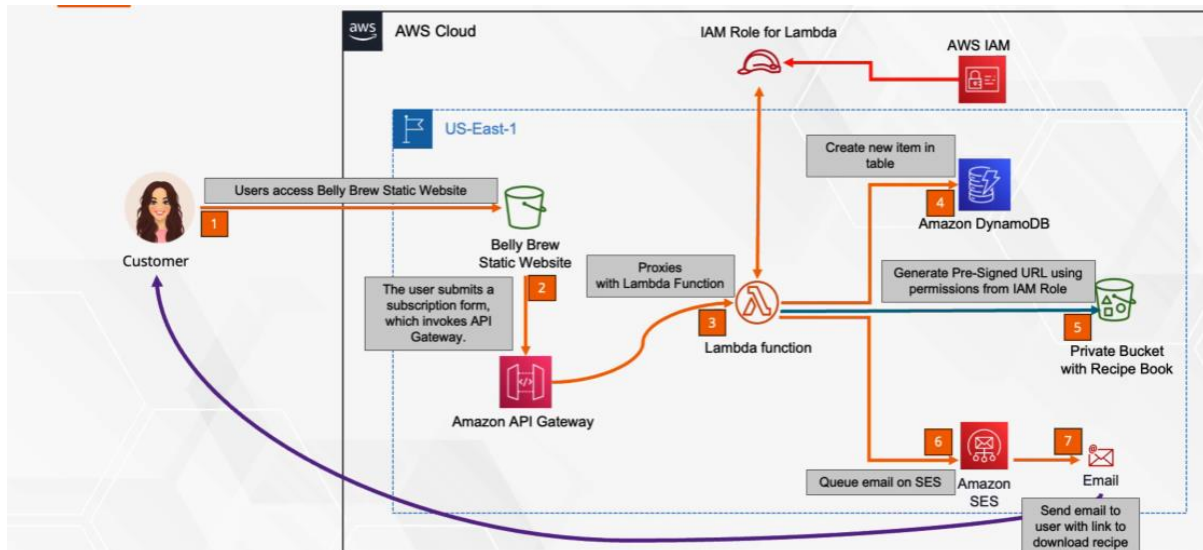 aws
AWS Cloud
IAM Role for Lambda
AWS IAM
US-East-1
Create new item in
table
Users access Belly Brew Static Website
1
4
Amazon DynamoDB
Customer
Belly Brew
Static Website
The user submits a
subscription form,
which invokes API
Gateway.
2
Proxies
with Lambda Function
3
Lambda function
Generate Pre-Signed URL using
permissions from IAM Role
5
Private Bucket
with Recipe Book
Amazon API Gateway
6
7
Queue email on SES
Amazon
SES
Email
Send email to
user with link to
download recipe